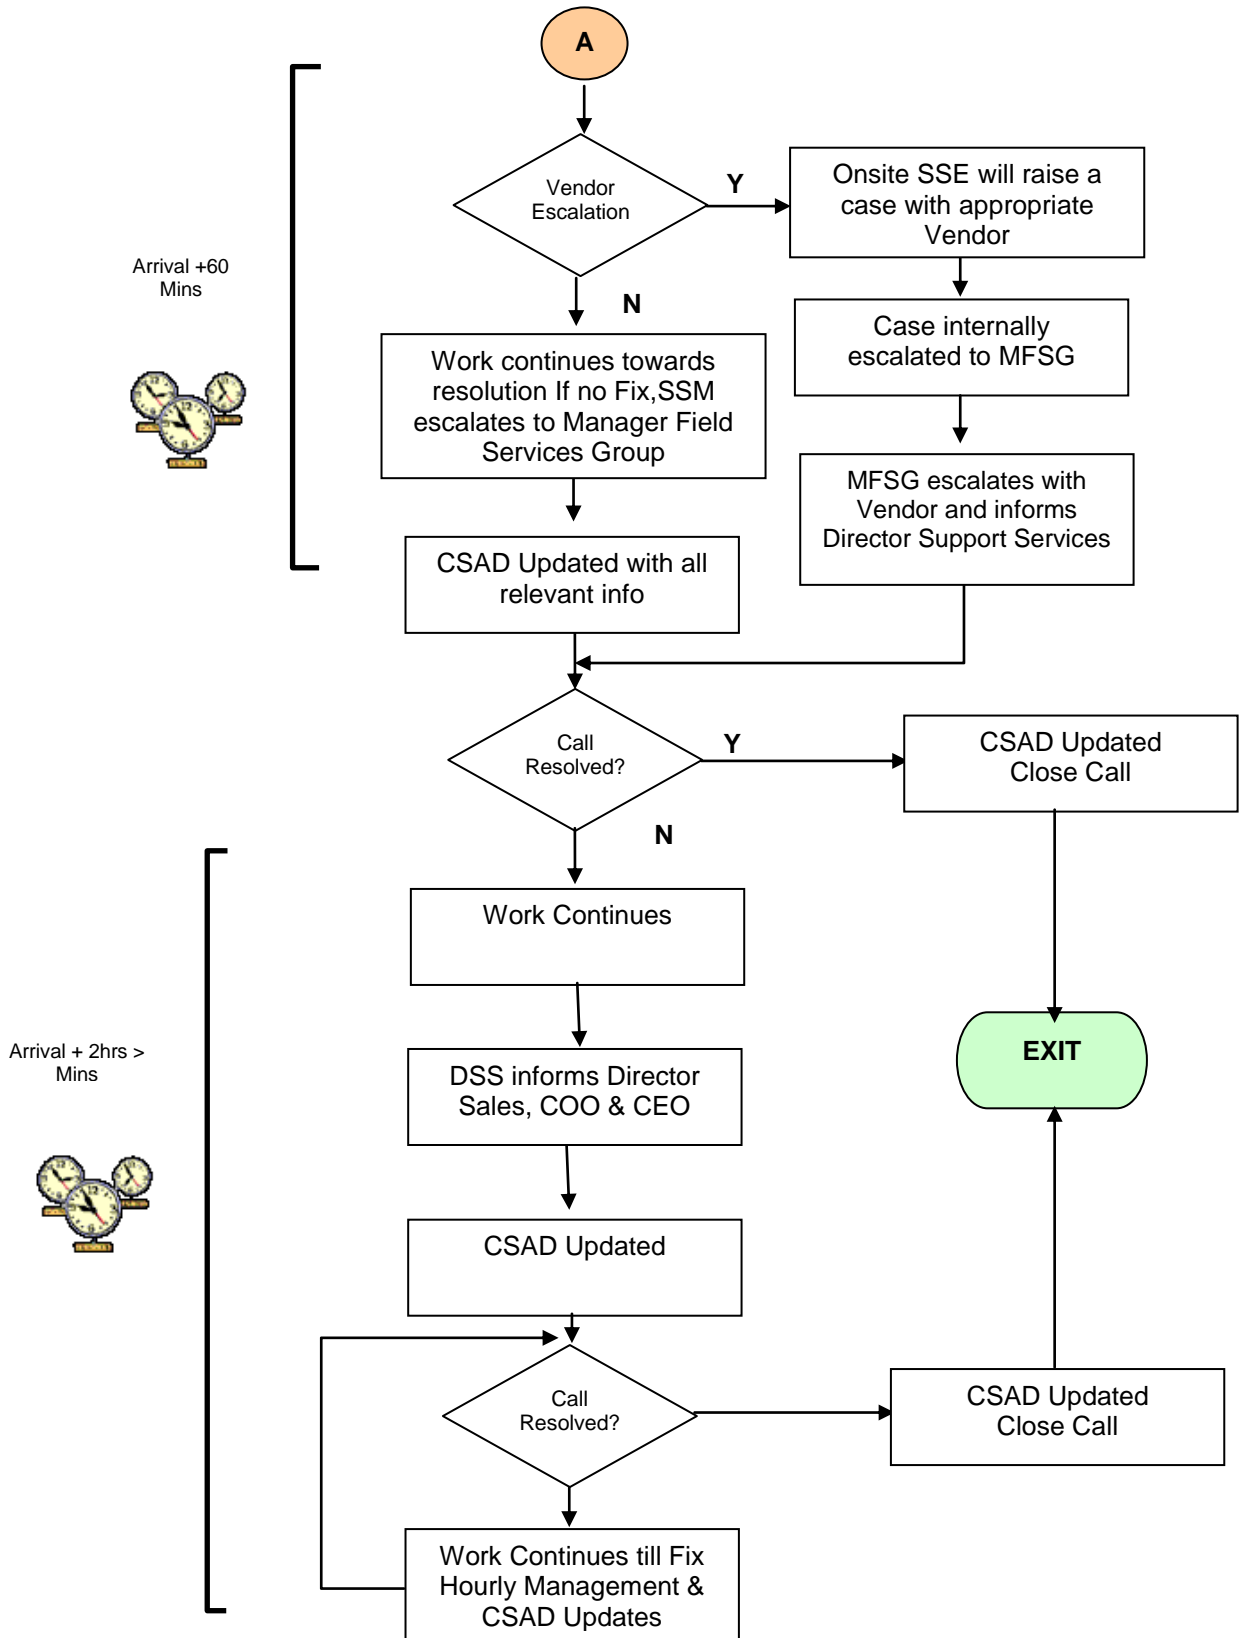 A
Vendor
Escalation
Y
Onsite SSE will raise a
case with appropriate
Vendor
Arrival +60
Mins
N
Case internally
escalated to MFSG
Work continues towards
resolution If no Fix,SSM
escalates to Manager Field
Services Group
MFSG escalates with
Vendor and informs
Director Support Services
CSAD Updated with all
relevant info
Call
Resolved?
Y
CSAD Updated
Close Call
N
Work Continues
Arrival + 2hrs >
Mins
EXIT
DSS informs Director
Sales, COO & CEO
CSAD Updated
Call
Resolved?
CSAD Updated
Close Call
Work Continues till Fix
Hourly Management &
CSAD Updates